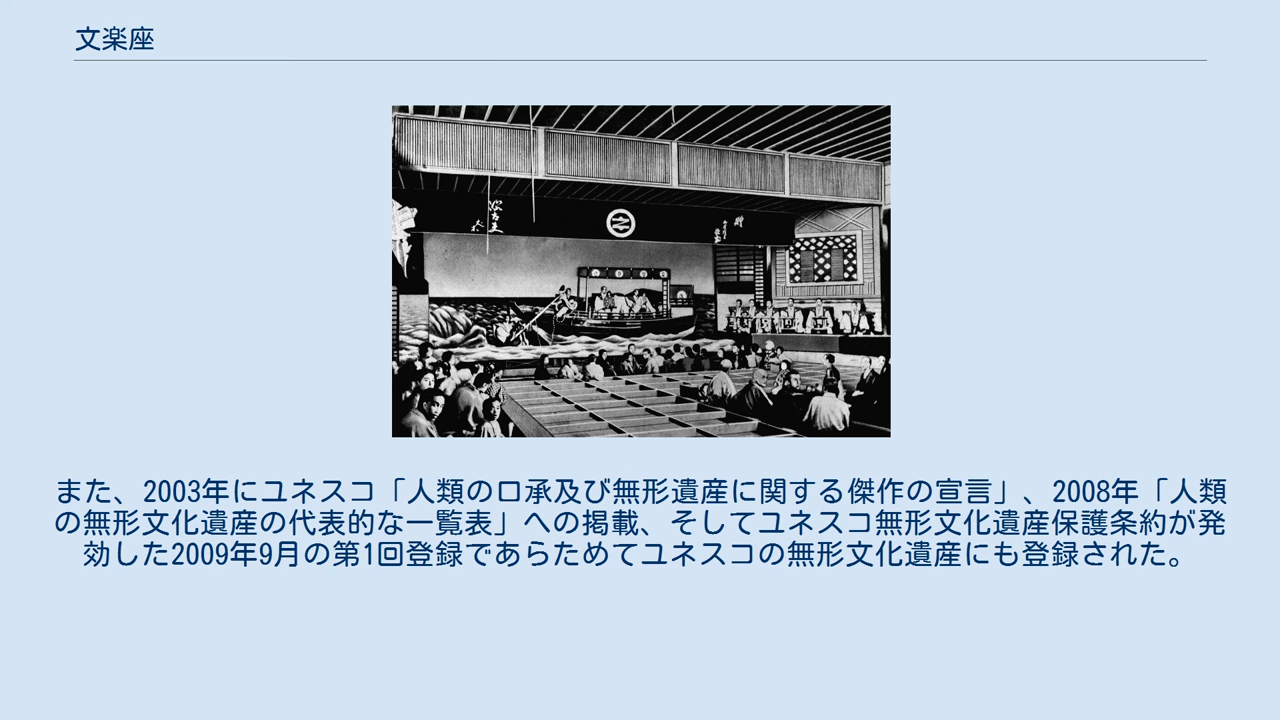 文楽座
また、2003年にユネスコ「人類の口承及び無形遺産に関する傑作の宣言」、2008年「人類
の無形文化遺産の代表的な一覧表」への掲載、そしてユネスコ無形文化遺産保護条約が発
効した2009年9月の第1回登録であらためてユネスコの無形文化遺産にも登録された。